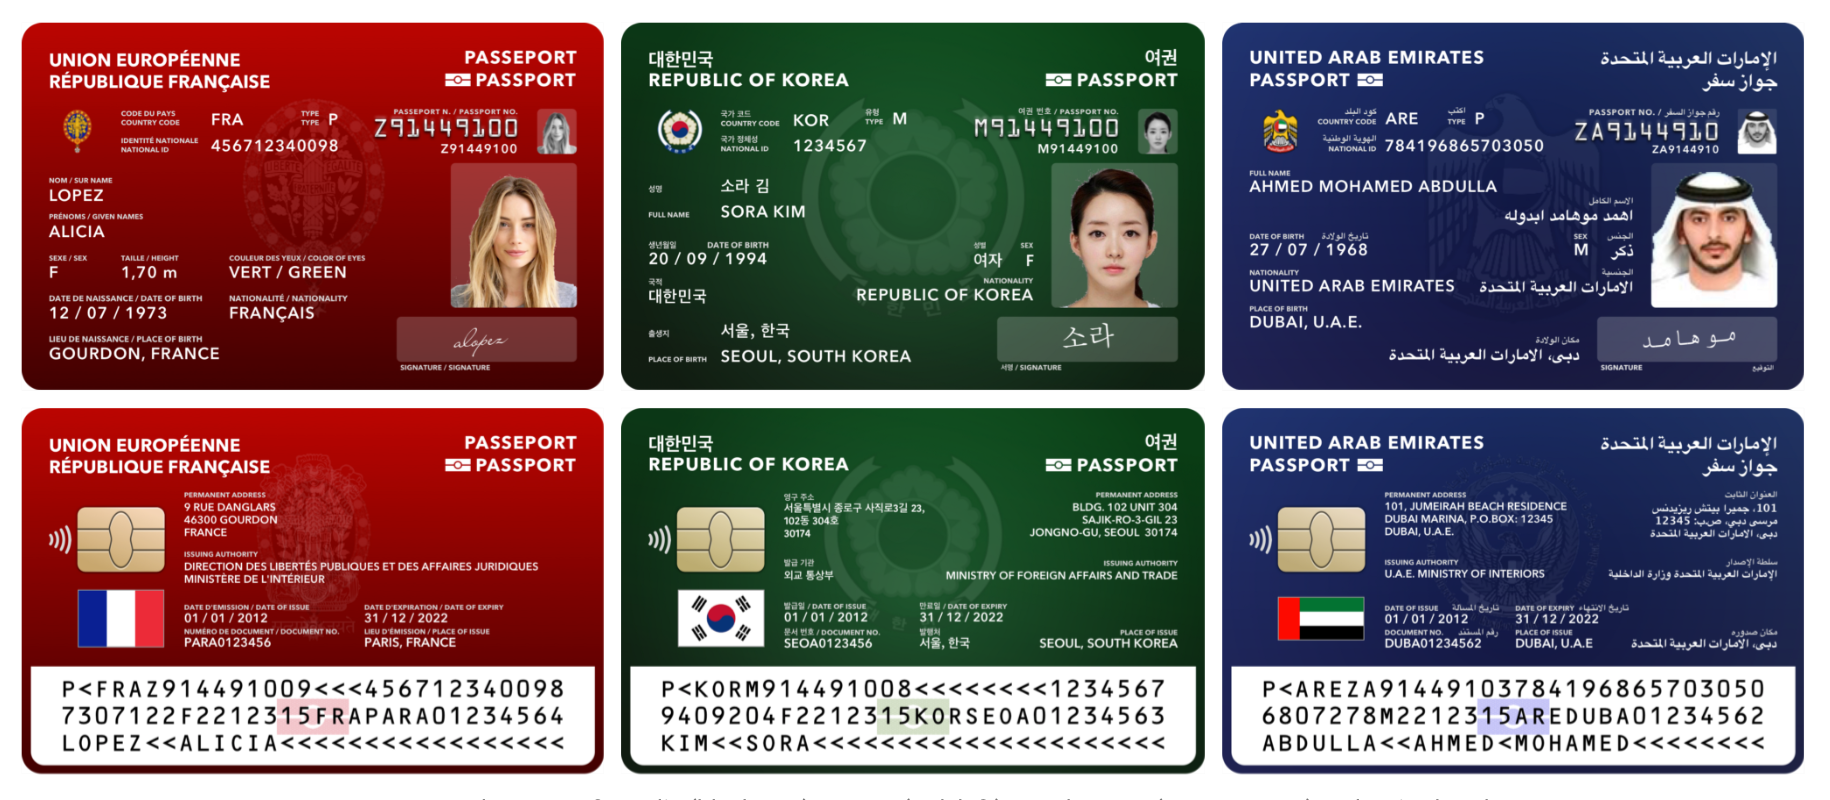 UNION EUROPÉENNE
RÉPUBLIQUE FRANÇAISE
PASSEPORT
PASSPORT
CODE DU PAYS
COUNTRY CODE
FRA
TYPE
TYPE
P
PASSEPORT N. / PASSPORT NO.
Z91449100
Z91449100
IDENTITÉ NATIONALE
NATIONAL ID
456712340098
NOM / SUR NAME
LOPEZ
PRÉNOMS / GIVEN NAMES
ALICIA
SEXE / SEX
F
TAILLE / HEIGHT
1,70 m
COULEUR DES YEUX / COLOR OF EYES
VERT / GREEN
DATE DE NAISSANCE / DATE OF BIRTH
12 / 07 / 1973
NATIONALITÉ / NATIONALITY
FRANÇAIS
LIEU DE NAISSANCE / PLACE OF BIRTH
GOURDON, FRANCE
alopez
SIGNATURE / SIGNATURE
대한민국
REPUBLIC OF KOREA
여권
PASSPORT
국가 코드
COUNTRY CODE
KOR
유형
TYPE
M
여권 번호 / PASSPORT NO.
M91449100
M91449100
국가 정체성
NATIONAL ID
1234567
성명
소라 김
FULL NAME
SORA KIM
생년월일
DATE OF BIRTH
20 / 09 / 1994
성별
SEX
여자
F
국적
대한민국
NATIONALITY
REPUBLIC OF KOREA
출생지
서울, 한국
PLACE OF BIRTH
SEOUL, SOUTH KOREA
소라
서명 / SIGNATURE
UNITED ARAB EMIRATES
PASSPORT
الإمارات العربية المتحدة
جواز سفر
كود البلد
COUNTRY CODE
ARE
اكتب
TYPE
P
PASSPORT NO. / رقم جواز السفر
ZA9144910
ZA9144910
الهوية الوطنية
NATIONAL ID
784196865703050
FULL NAME
AHMED MOHAMED ABDULLA
الاسم الكامل
اهمد موهامد ابدوله
DATE OF BIRTH تاريخ الولادة
27 / 07 / 1968
SEX الجنس
M ذكر
NATIONALITY
UNITED ARAB EMIRATES
الجنسية
الامارات العربية المتحدة
PLACE OF BIRTH
DUBAI, U.A.E.
مكان الولادة
دبي، الامارات العربية المتحدة
موهامد
SIGNATURE التوقيع
UNION EUROPÉENNE
RÉPUBLIQUE FRANÇAISE
PASSEPORT
PASSPORT
PERMANENT ADDRESS
9 RUE DANGLARS
46300 GOURDON
FRANCE
ISSUING AUTHORITY
DIRECTION DES LIBERTÉS PUBLIQUES ET DES AFFAIRES JURIDIQUES
MINISTÈRE DE L'INTÉRIEUR
DATE D'EMISSION / DATE OF ISSUE
01 / 01 / 2012
DATE D'EXPIRATION / DATE OF EXPIRY
31 / 12 / 2022
NUMÉRO DE DOCUMENT / DOCUMENT NO.
PARA0123456
LIEU D'ÉMISSION / PLACE OF ISSUE
PARIS, FRANCE
P<FRAZ914491009<<<456712340098
7307122F2212315FRAPARA01234564
LOPEZ<<ALICIA<<<<<<<<<<<<<<<<<
대한민국
REPUBLIC OF KOREA
여권
PASSPORT
영구 주소
서울특별시 종로구 사직로3길 23,
102동 304호
30174
PERMANENT ADDRESS
BLDG. 102 UNIT 304
SAJIK-RO-3-GIL 23
JONGNO-GU, SEOUL 30174
발급 기관
외교 통상부
ISSUING AUTHORITY
MINISTRY OF FOREIGN AFFAIRS AND TRADE
발급일 / DATE OF ISSUE
01 / 01 / 2012
만료일 / DATE OF EXPIRY
31 / 12 / 2022
문서 번호 / DOCUMENT NO.
SEOA0123456
발행처
서울, 한국
PLACE OF ISSUE
SEOUL, SOUTH KOREA
P<KORM914491008<<<<<<<<1234567
9409204F2212315KORSEOA01234563
KIM<<SORA<<<<<<<<<<<<<<<<<<<<<
UNITED ARAB EMIRATES
PASSPORT
الإمارات العربية المتحدة
جواز سفر
PERMANENT ADDRESS
101, JUMEIRAH BEACH RESIDENCE
DUBAI MARINA, P.O.BOX: 12345
DUBAI, U.A.E.
العنوان الثابت
101، جميرا بيتش ريزيدنس
مرسى دبي، ص.ب: 12345
دبي، الامارات العربية المتحدة
ISSUING AUTHORITY
U.A.E. MINISTRY OF INTERIORS
سلطة الإصدار
الإمارات العربية المتحدة وزارة الداخلية
DATE OF ISSUE تاريخ المسألة
01 / 01 / 2012
DATE OF EXPIRY تاريخ الانتهاء
31 / 12 / 2022
DOCUMENT NO. رقم المستند
DUBA01234562
PLACE OF ISSUE
DUBAI, U.A.E
مكان صدوره
دبي، الامارات العربية المتحدة
P<AREZA9144910378419686570­3050
6807278M2212315AREDUBA01234562
ABDULLA<<AHMED<MOHAMED<<<<<<<<